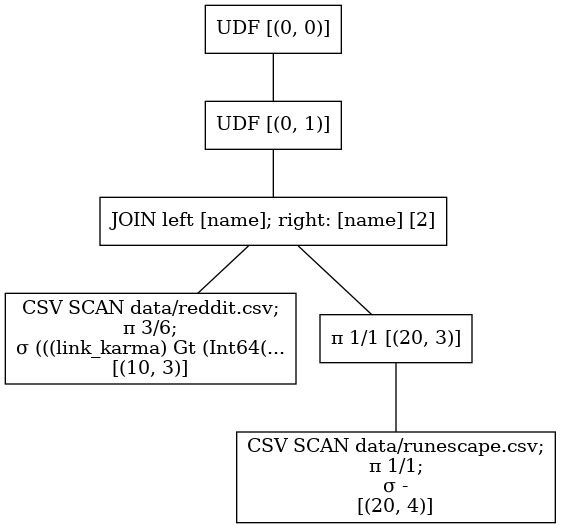 UDF [(0, 0)]
UDF [(0, 1)]
JOIN left [name]; right: [name] [2]
CSV SCAN data/reddit.csv;
π 3/6;
σ (((link_karma) Gt (Int64(...
[(10, 3)]
π 1/1 [(20, 3)]
CSV SCAN data/runescape.csv;
π 1/1;
σ -
[(20, 4)]